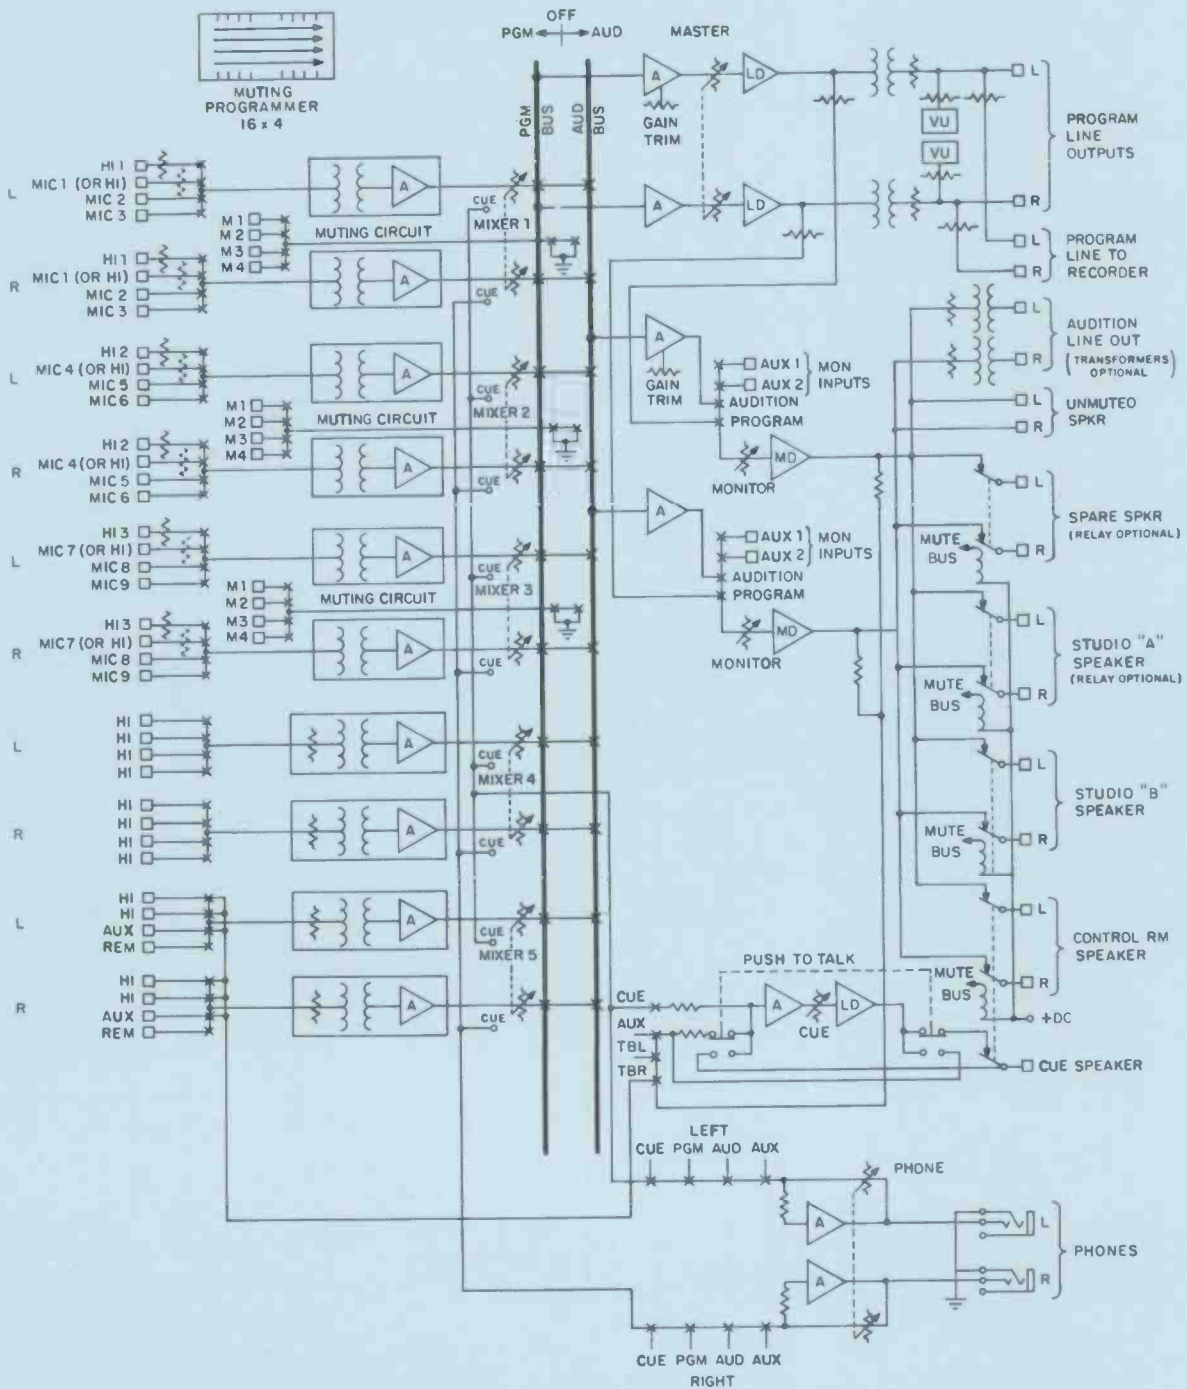 MUTING
PROGRAMMER
16 x 4
OFF
PGM AUD
PGM BUS
AUD BUS
MASTER
A
LD
GAIN
TRIM
VU
VU
L
R
PROGRAM
LINE
OUTPUTS
A
LD
L
R
PROGRAM
LINE TO
RECORDER
L
HI 1
MIC 1 (OR HI)
MIC 2
MIC 3
A
CUE
MIXER 1
M1
M2
M3
M4
MUTING CIRCUIT
R
HI 1
MIC 1 (OR HI)
MIC 2
MIC 3
A
CUE
L
HI 2
MIC 4 (OR HI)
MIC 5
MIC 6
A
CUE
MIXER 2
M1
M2
M3
M4
MUTING CIRCUIT
R
HI 2
MIC 4 (OR HI)
MIC 5
MIC 6
A
CUE
L
HI 3
MIC 7 (OR HI)
MIC 8
MIC 9
A
CUE
MIXER 3
M1
M2
M3
M4
MUTING CIRCUIT
R
HI 3
MIC 7 (OR HI)
MIC 8
MIC 9
A
CUE
L
HI
HI
HI
HI
A
CUE
MIXER 4
R
HI
HI
HI
HI
A
CUE
L
HI
HI
AUX
REM
A
CUE
MIXER 5
R
HI
HI
AUX
REM
A
CUE
A
GAIN
TRIM
AUX 1
AUX 2
MON
INPUTS
AUDITION
PROGRAM
MONITOR
MD
A
AUX 1
AUX 2
MON
INPUTS
AUDITION
PROGRAM
MONITOR
MD
L
R
AUDITION
LINE OUT
(TRANSFORMERS
OPTIONAL)
L
R
UNMUTED
SPKR
L
MUTE
BUS
R
SPARE SPKR
(RELAY OPTIONAL)
L
MUTE
BUS
R
STUDIO "A"
SPEAKER
(RELAY OPTIONAL)
L
MUTE
BUS
R
STUDIO "B"
SPEAKER
L
MUTE
BUS
R
CONTROL RM
SPEAKER
+DC
PUSH TO TALK
CUE
AUX
TBL
TBR
A
CUE
LD
CUE SPEAKER
LEFT
CUE PGM AUD AUX
PHONE
A
L
A
R
PHONES
CUE PGM AUD AUX
RIGHT